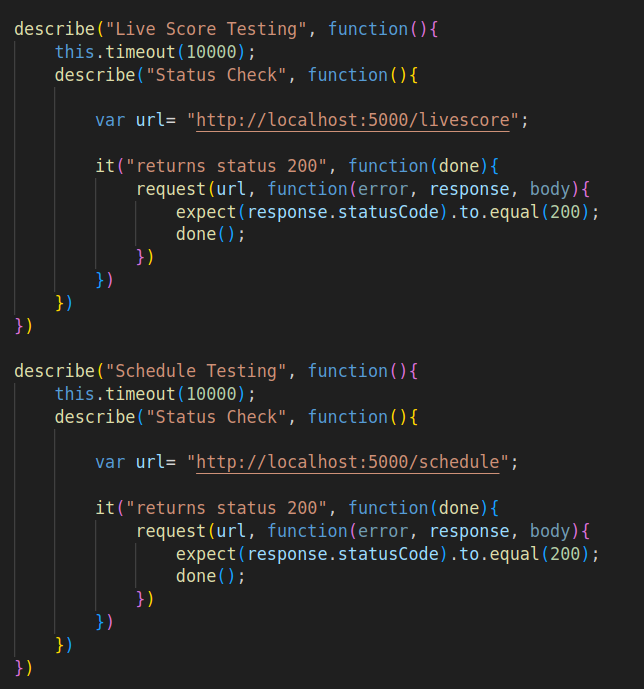 describe("Live Score Testing", function(){
    this.timeout(10000);
    describe("Status Check", function(){

        var url= "http://localhost:5000/livescore";

        it("returns status 200", function(done){
            request(url, function(error, response, body){
                expect(response.statusCode).to.equal(200);
                done();
            })
        })
    })
})

describe("Schedule Testing", function(){
    this.timeout(10000);
    describe("Status Check", function(){

        var url= "http://localhost:5000/schedule";

        it("returns status 200", function(done){
            request(url, function(error, response, body){
                expect(response.statusCode).to.equal(200);
                done();
            })
        })
    })
})